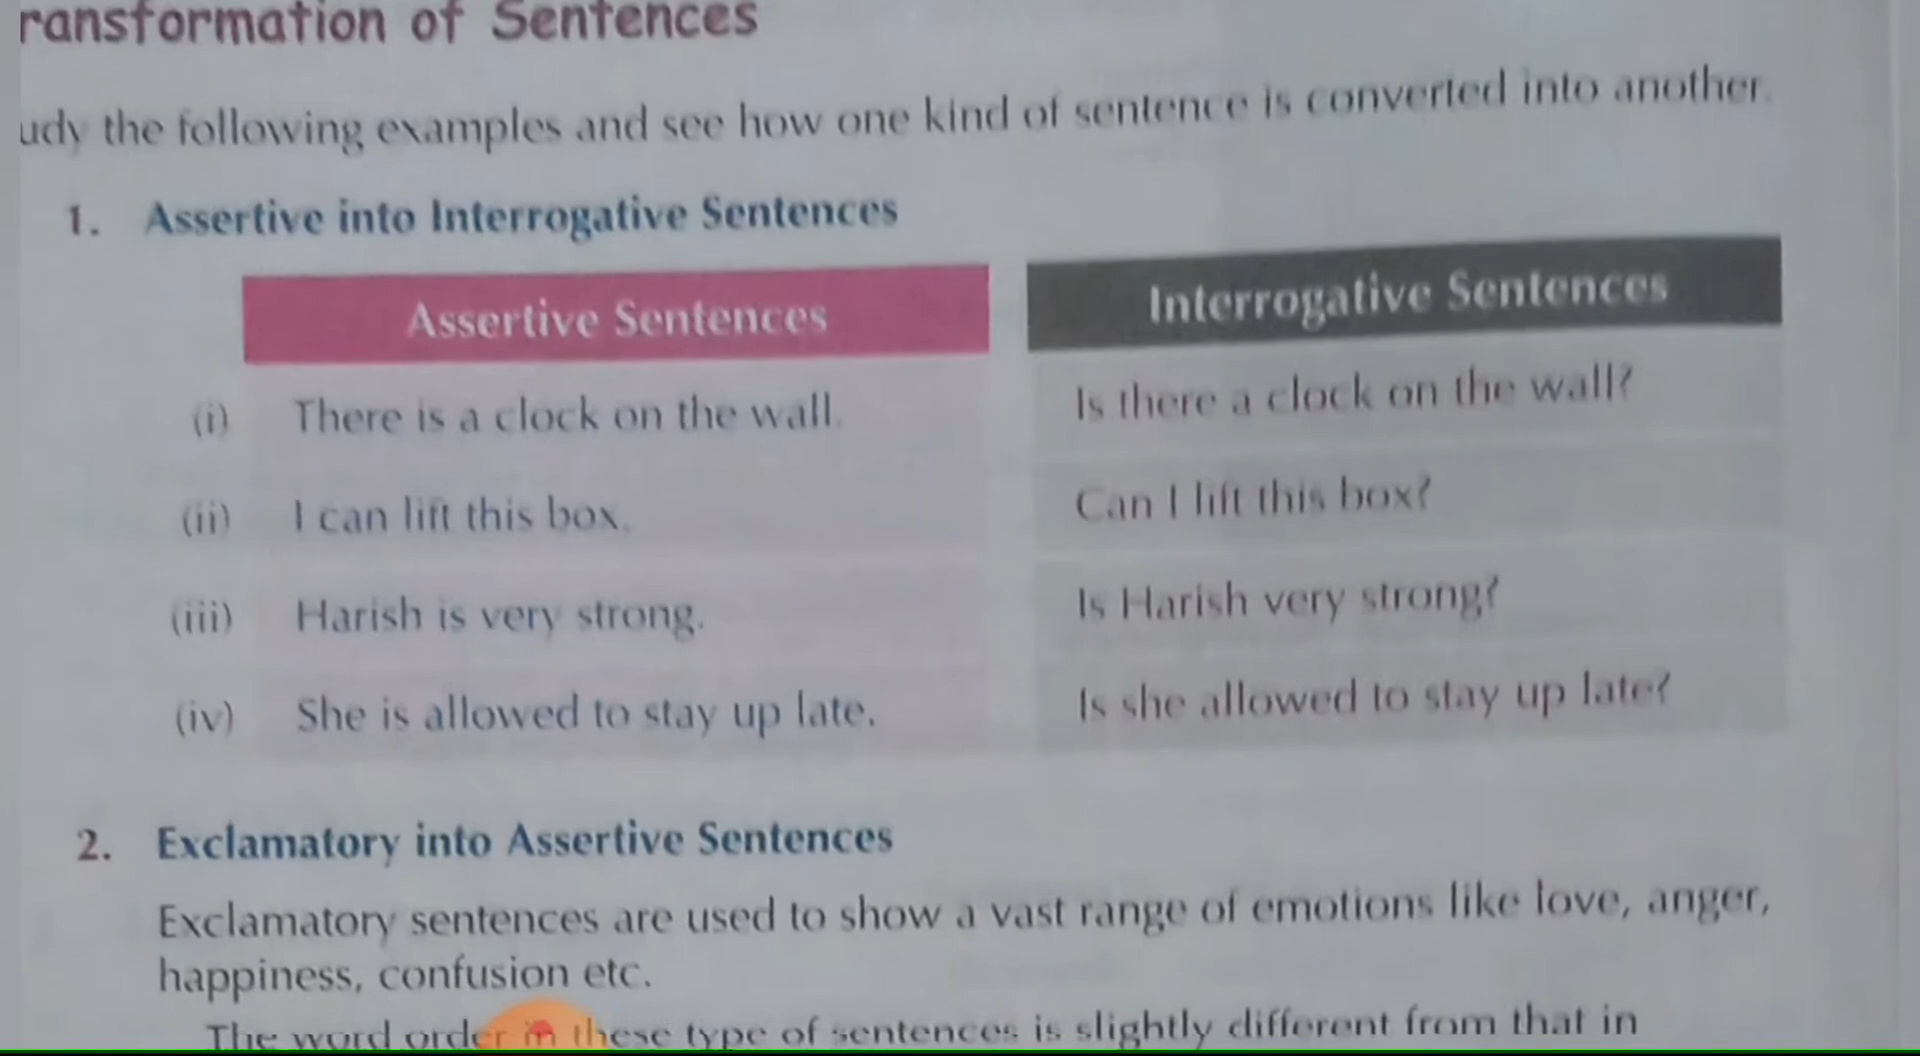 ransformation of Sentences
udy the following examples and see how one kind of sentence is converted into another.
1. Assertive into Interrogative Sentences
Assertive Sentences Interrogative Sentences
(i) There is a clock on the wall. Is there a clock on the wall?
(ii) I can lift this box. Can I lift this box?
(iii) Harish is very strong. Is Harish very strong?
(iv) She is allowed to stay up late. Is she allowed to stay up late?
2. Exclamatory into Assertive Sentences
Exclamatory sentences are used to show a vast range of emotions like love, anger,
happiness, confusion etc.
The word order in these type of sentences is slightly different from that in